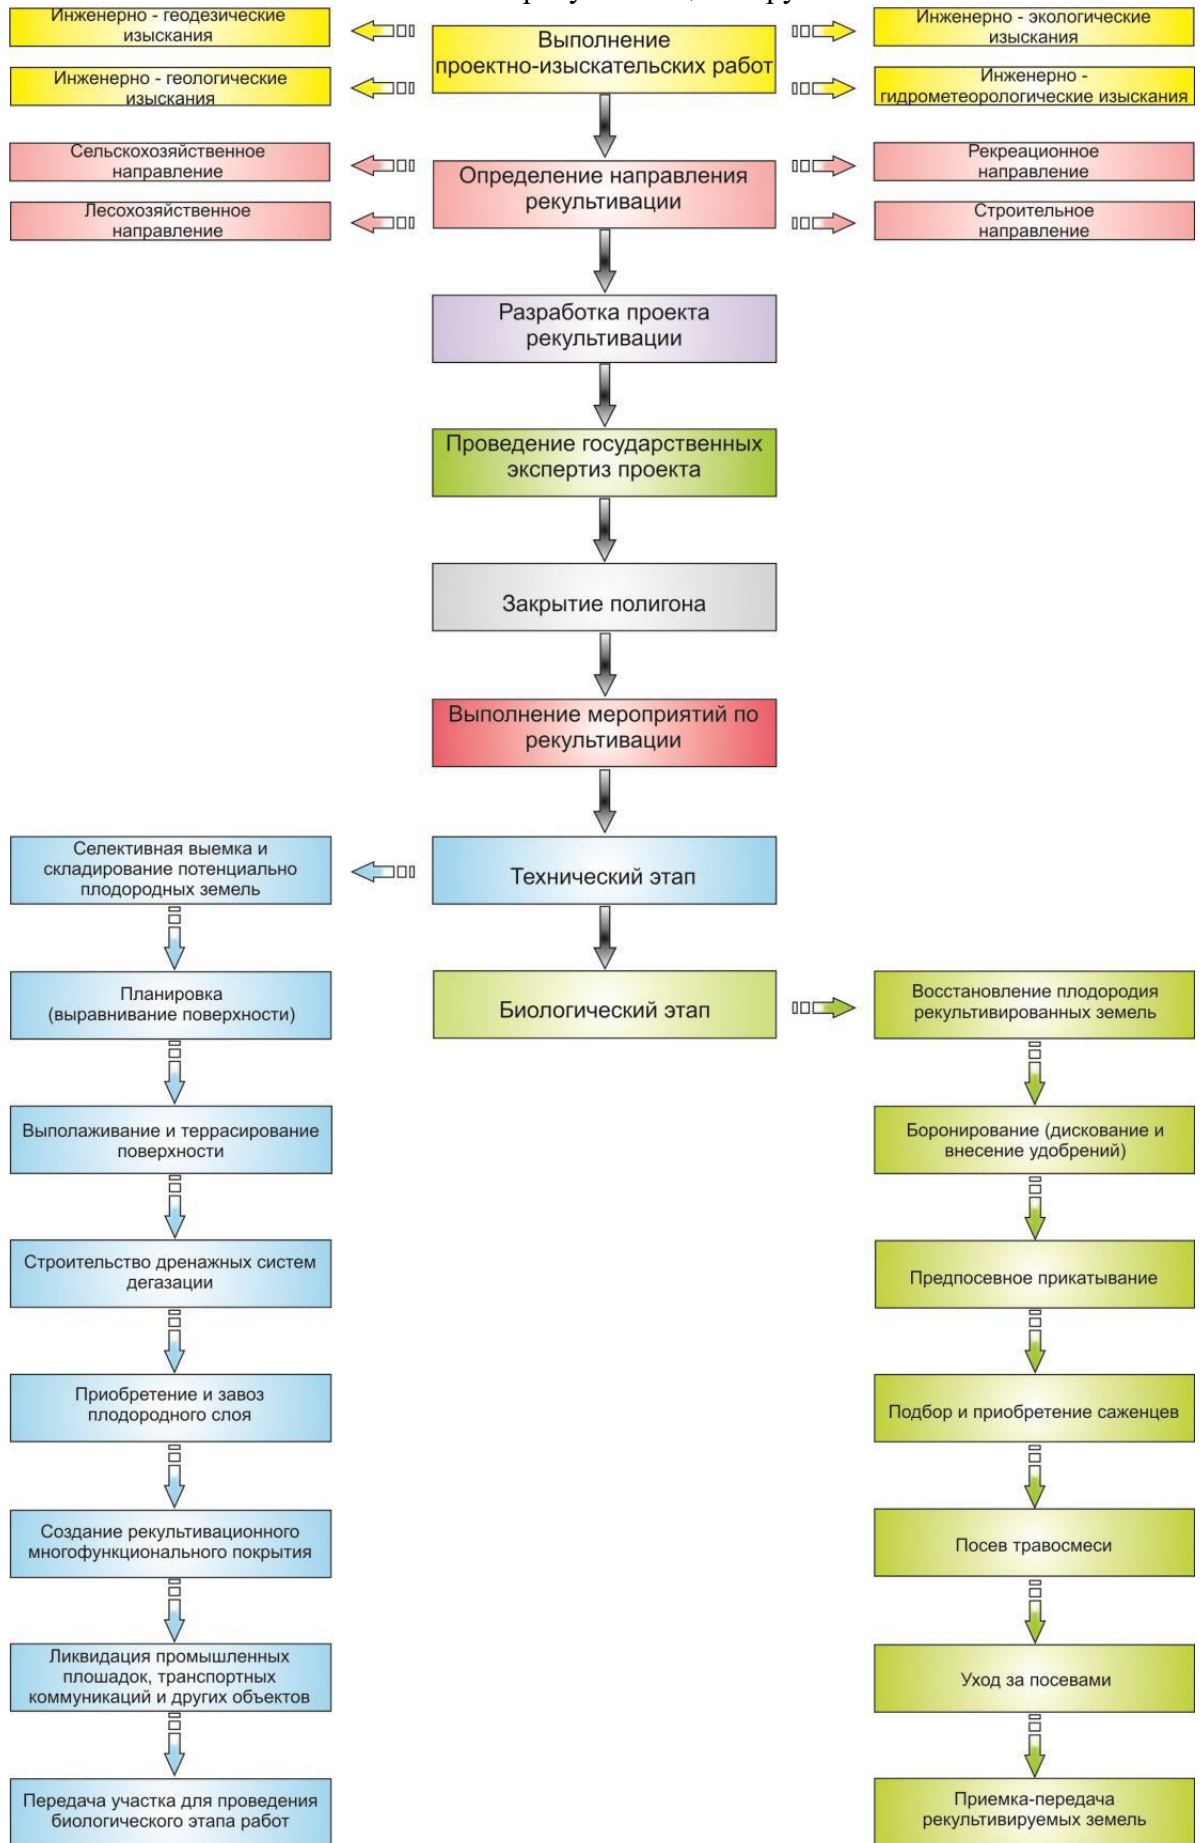 Инженерно - геодезические
изыскания
Выполнение
проектно-изыскательских работ
Инженерно - экологические
изыскания
Инженерно - геологические
изыскания
Инженерно -
гидрометеорологические изыскания
Сельскохозяйственное
направление
Определение направления
рекультивации
Рекреационное
направление
Лесохозяйственное
направление
Строительное
направление
Разработка проекта
рекультивации
Проведение государственных
экспертиз проекта
Закрытие полигона
Выполнение мероприятий по
рекультивации
Селективная выемка и
складирование потенциально
плодородных земель
Технический этап
Планировка
(выравнивание поверхности)
Биологический этап
Восстановление плодородия
рекультивированных земель
Выполаживание и террасирование
поверхности
Боронирование (дискование и
внесение удобрений)
Строительство дренажных систем
дегазации
Предпосевное прикатывание
Приобретение и завоз
плодородного слоя
Подбор и приобретение саженцев
Создание рекультивационного
многофункционального покрытия
Посев травосмеси
Ликвидация промышленных
площадок, транспортных
коммуникаций и других объектов
Уход за посевами
Передача участка для проведения
биологического этапа работ
Приемка-передача
рекультивируемых земель